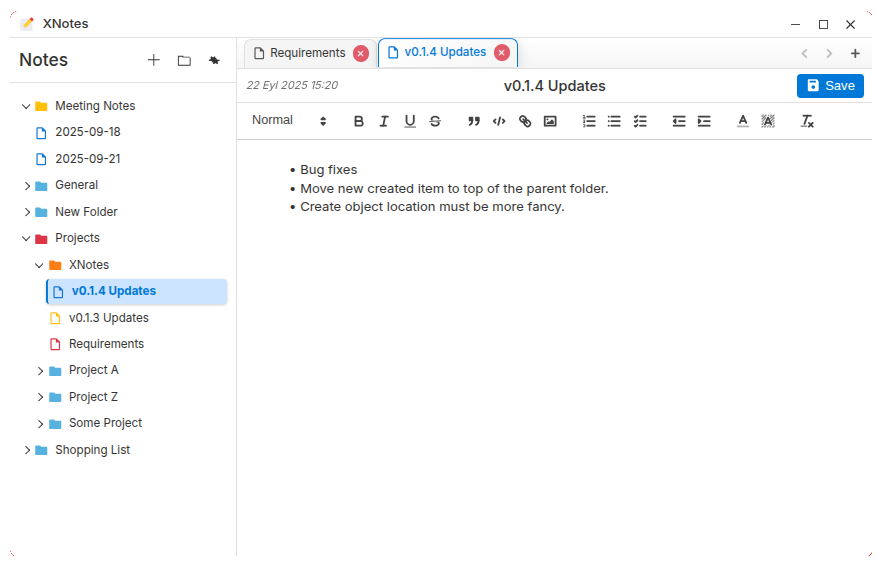 XNotes
Notes
Requirements
v0.1.4 Updates
22 Eyl 2025 15:20
v0.1.4 Updates
Save
Normal
Meeting Notes
2025-09-18
2025-09-21
General
New Folder
Projects
XNotes
v0.1.4 Updates
v0.1.3 Updates
Requirements
Project A
Project Z
Some Project
Shopping List
• Bug fixes
• Move new created item to top of the parent folder.
• Create object location must be more fancy.